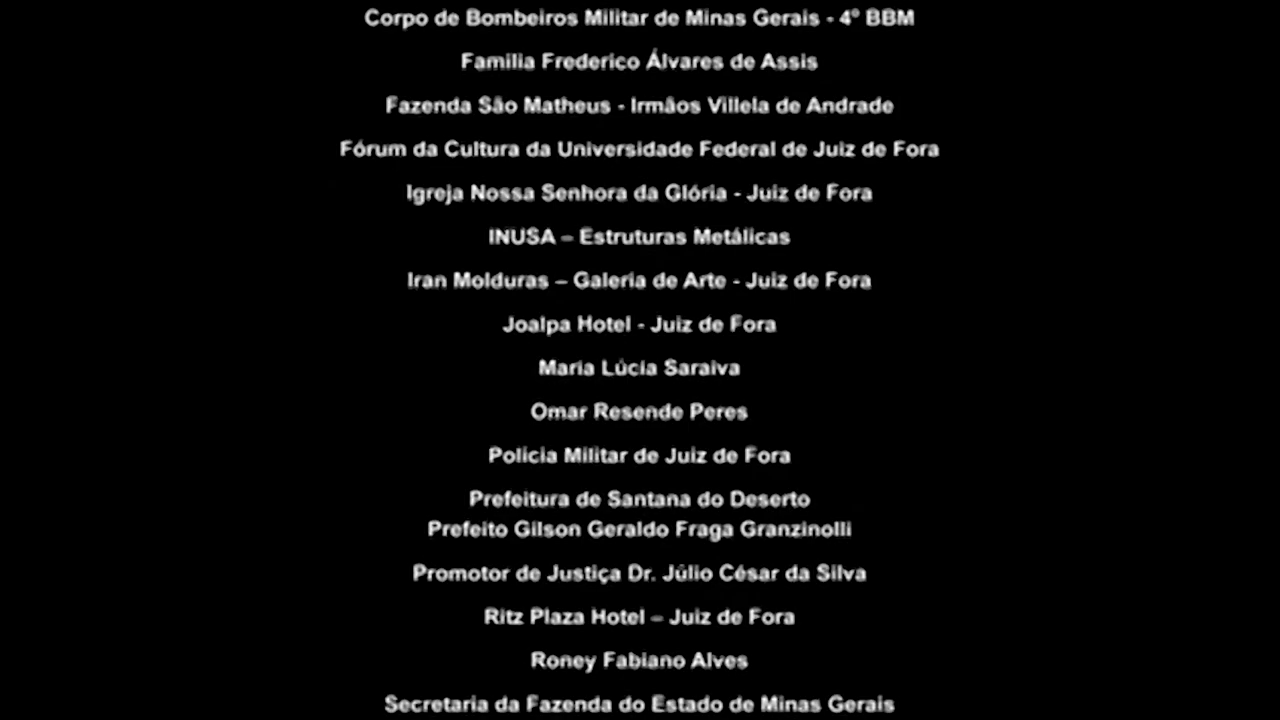 Corpo de Bombeiros Militar de Minas Gerais - 4º BBM
Família Frederico Álvares de Assis
Fazenda São Matheus - Irmãos Villela de Andrade
Fórum da Cultura da Universidade Federal de Juiz de Fora
Igreja Nossa Senhora da Glória - Juiz de Fora
INUSA – Estruturas Metálicas
Iran Molduras – Galeria de Arte - Juiz de Fora
Joalpa Hotel - Juiz de Fora
Maria Lúcia Saraiva
Omar Resende Peres
Polícia Militar de Juiz de Fora
Prefeitura de Santana do Deserto
Prefeito Gilson Geraldo Fraga Granzinolli
Promotor de Justiça Dr. Júlio César da Silva
Ritz Plaza Hotel – Juiz de Fora
Roney Fabiano Alves
Secretaria da Fazenda do Estado de Minas Gerais